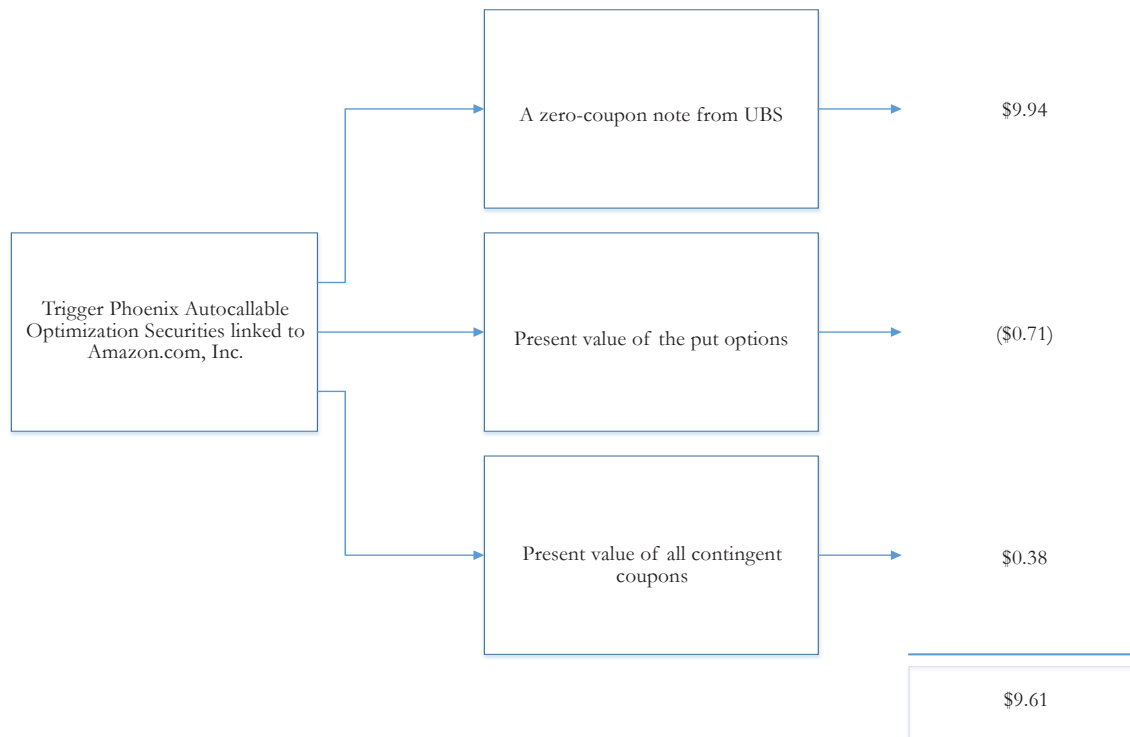 A zero-coupon note from UBS
$9.94
Trigger Phoenix Autocallable
Optimization Securities linked to
Amazon.com, Inc.
Present value of the put options
($0.71)
Present value of all contingent
coupons
$0.38
$9.61